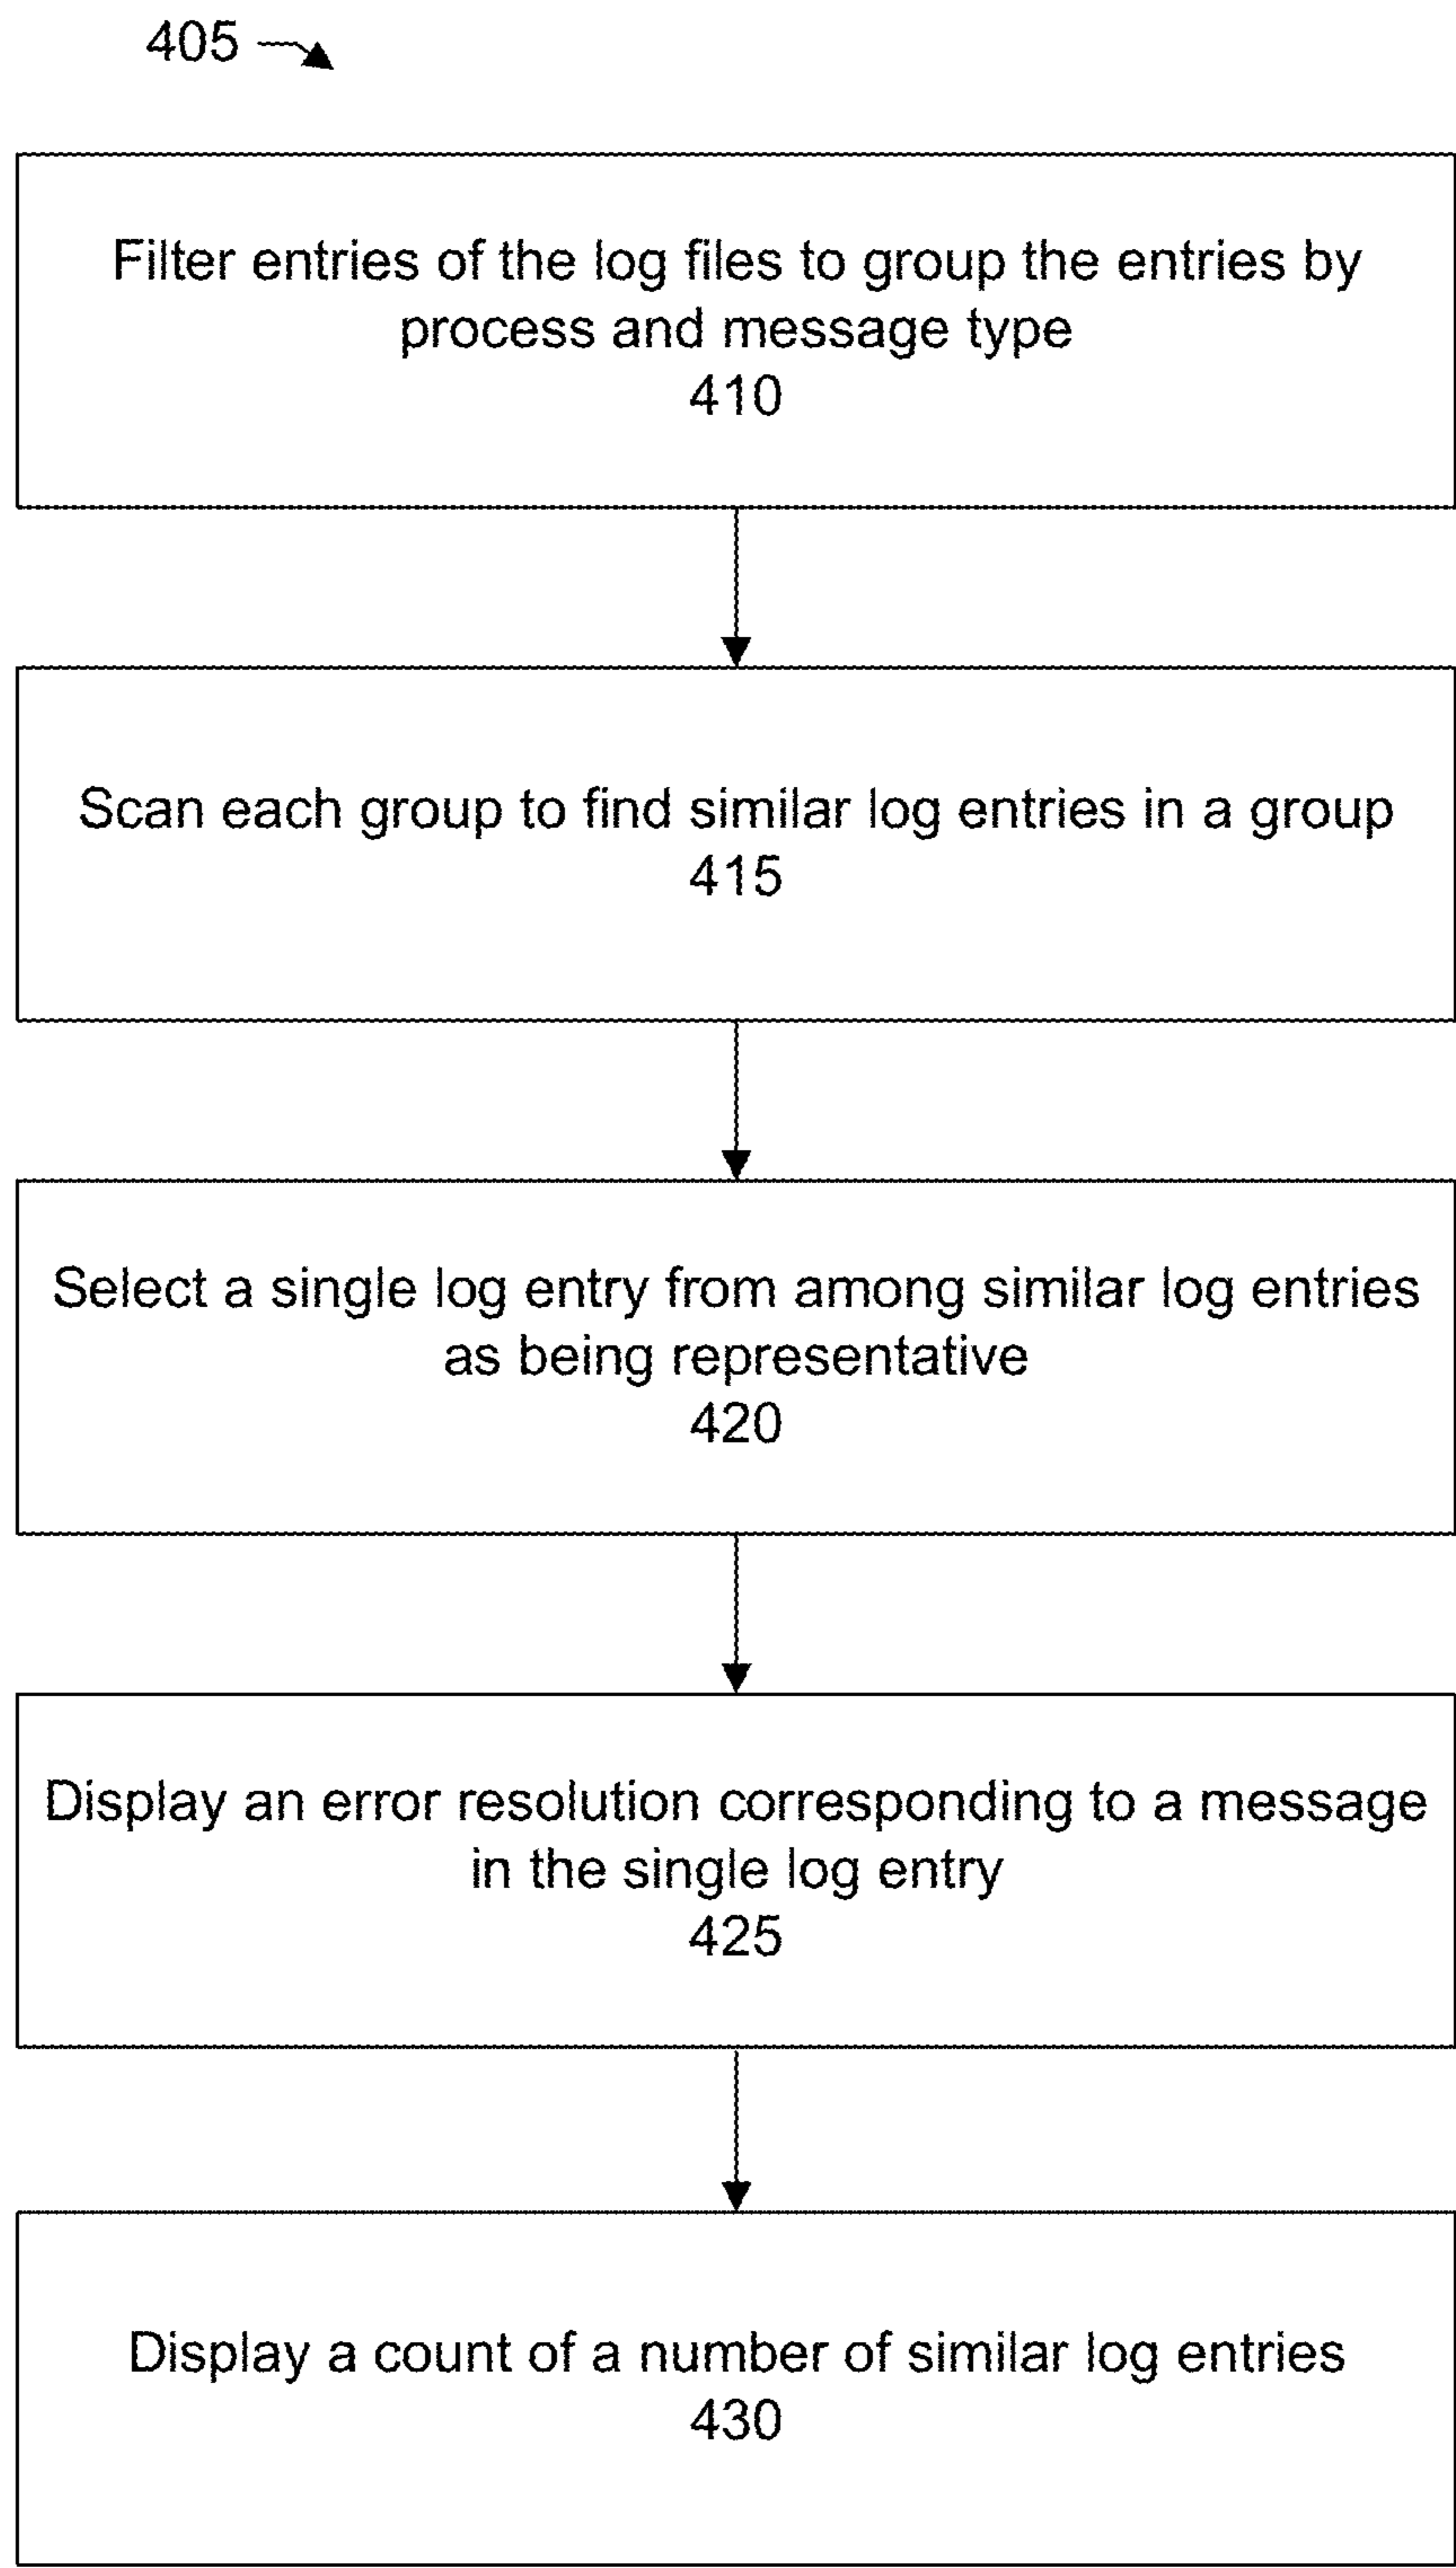 405
Filter entries of the log files to group the entries by
process and message type
410
Scan each group to find similar log entries in a group
415
Select a single log entry from among similar log entries
as being representative
420
Display an error resolution corresponding to a message
in the single log entry
425
Display a count of a number of similar log entries
430